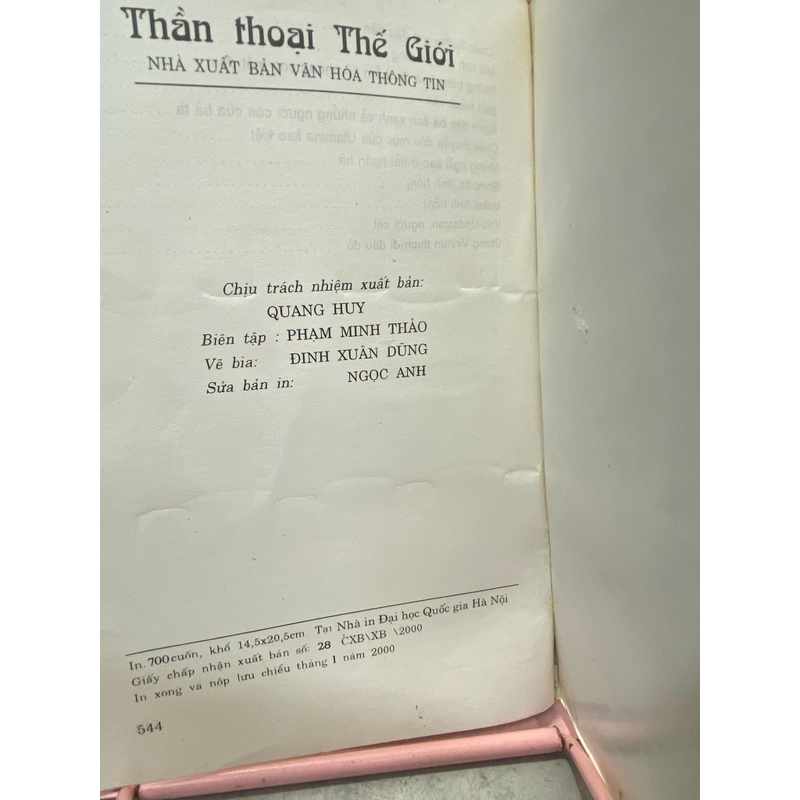 Thần thoại Thế Giới
NHÀ XUẤT BẢN VĂN HÓA THÔNG TIN
Chịu trách nhiệm xuất bản:
QUANG HUY
Biên tập : PHẠM MINH THẢO
Vẽ bìa: ĐINH XUÂN DŨNG
Sửa bản in: NGỌC ANH
In. 700cuốn, khổ 14,5x20,5cm Tại Nhà in Đại học Quốc gia Hà Nội
Giấy chấp nhận xuất bản số: 28 CXB\XB \2000
In xong và nộp lưu chiểu tháng 1 năm 2000
544